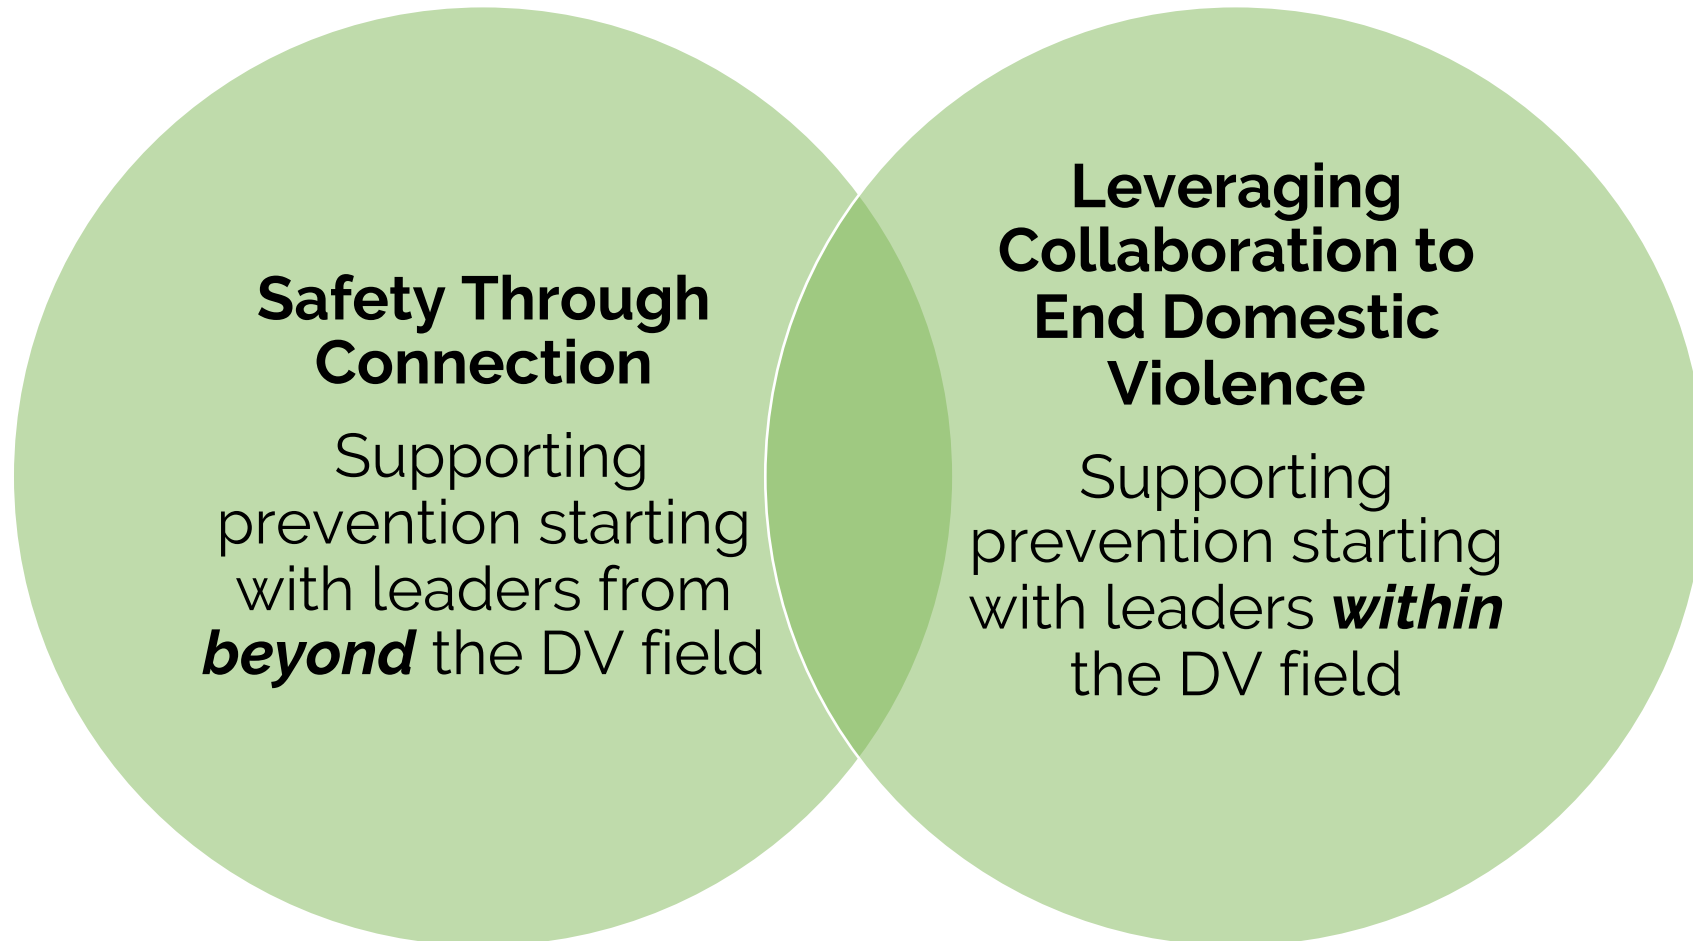 Safety Through
Connection
Supporting
prevention starting
with leaders from
beyond the DV field
Leveraging
Collaboration to
End Domestic
Violence
Supporting
prevention starting
with leaders within
the DV field